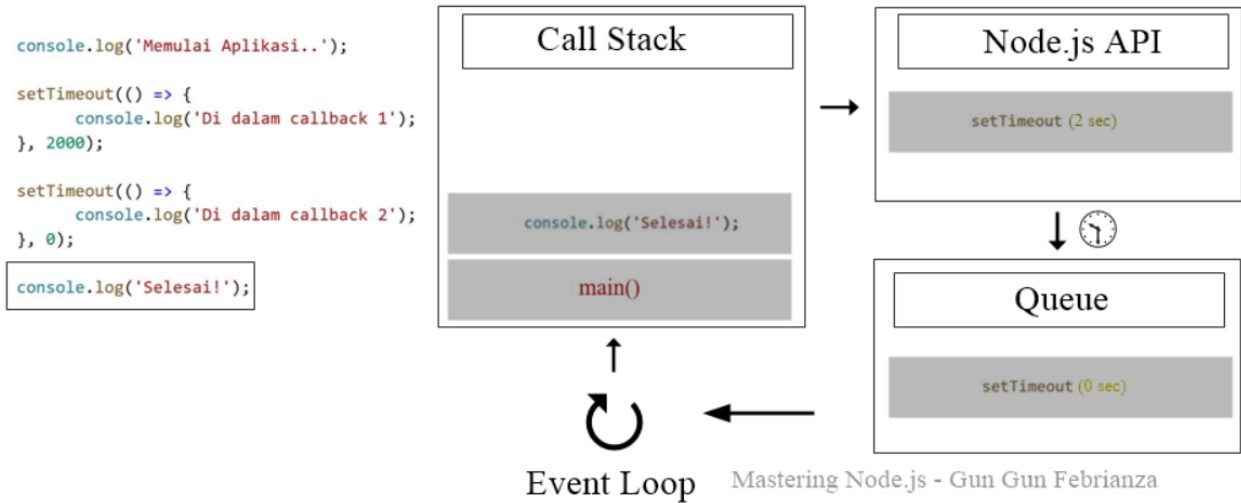 console.log('Memulai Aplikasi..');
setTimeout(() => {
console.log('Di dalam callback 1');
}, 2000);
setTimeout(() => {
console.log('Di dalam callback 2');
}, 0);
console.log('Selesai!');
Call Stack
console.log('Selesai!');
main()
Node.js API
setTimeout (2 sec)
Queue
setTimeout (0 sec)
Event Loop
Mastering Node.js - Gun Gun Febrianza